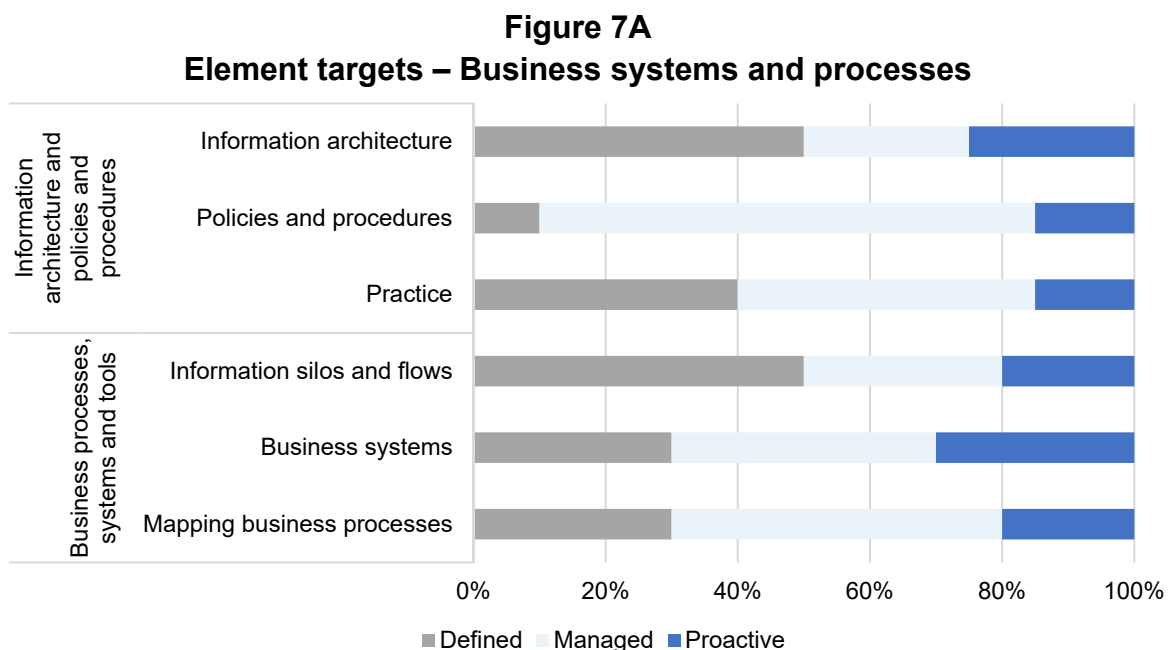 Figure 7A
Element targets – Business systems and processes
Information
architecture and
policies and
procedures
Information architecture
Policies and procedures
Practice
Business processes,
systems and tools
Information silos and flows
Business systems
Mapping business processes
0% 20% 40% 60% 80% 100%
Defined Managed Proactive